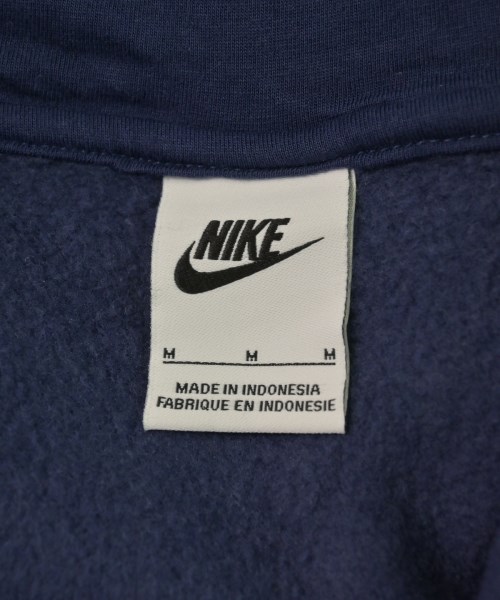 NIKE
M M M
MADE IN INDONESIA
FABRIQUE EN INDONESIE